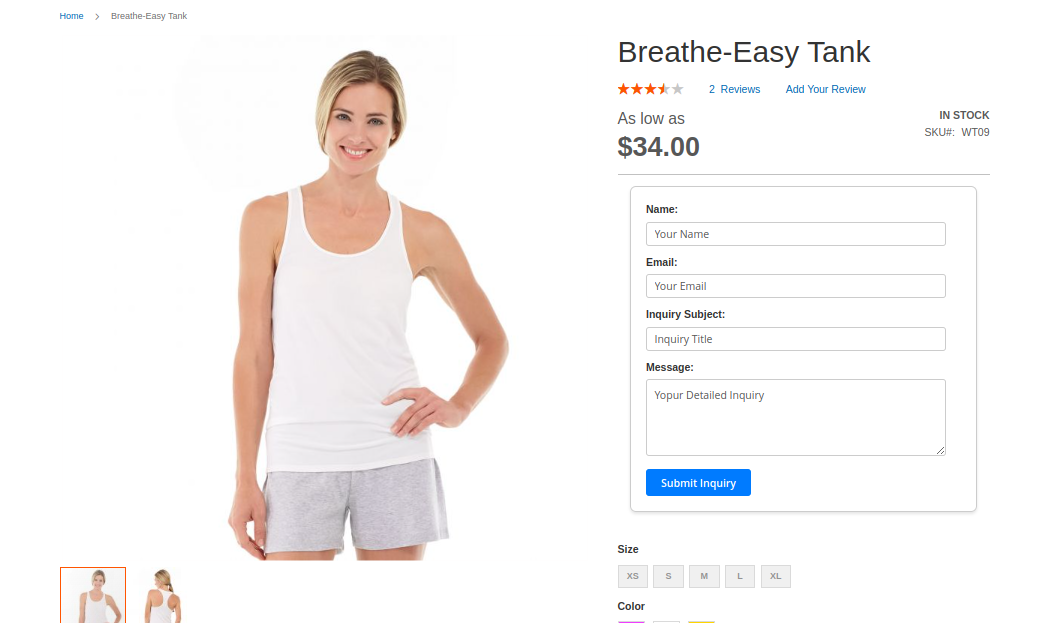 Home > Breathe-Easy Tank
Breathe-Easy Tank
2 Reviews Add Your Review
As low as
$34.00
IN STOCK
SKU#: WT09
Name:
Your Name
Email:
Your Email
Inquiry Subject:
Inquiry Title
Message:
Yopur Detailed Inquiry
Submit Inquiry
Size
XS S M L XL
Color